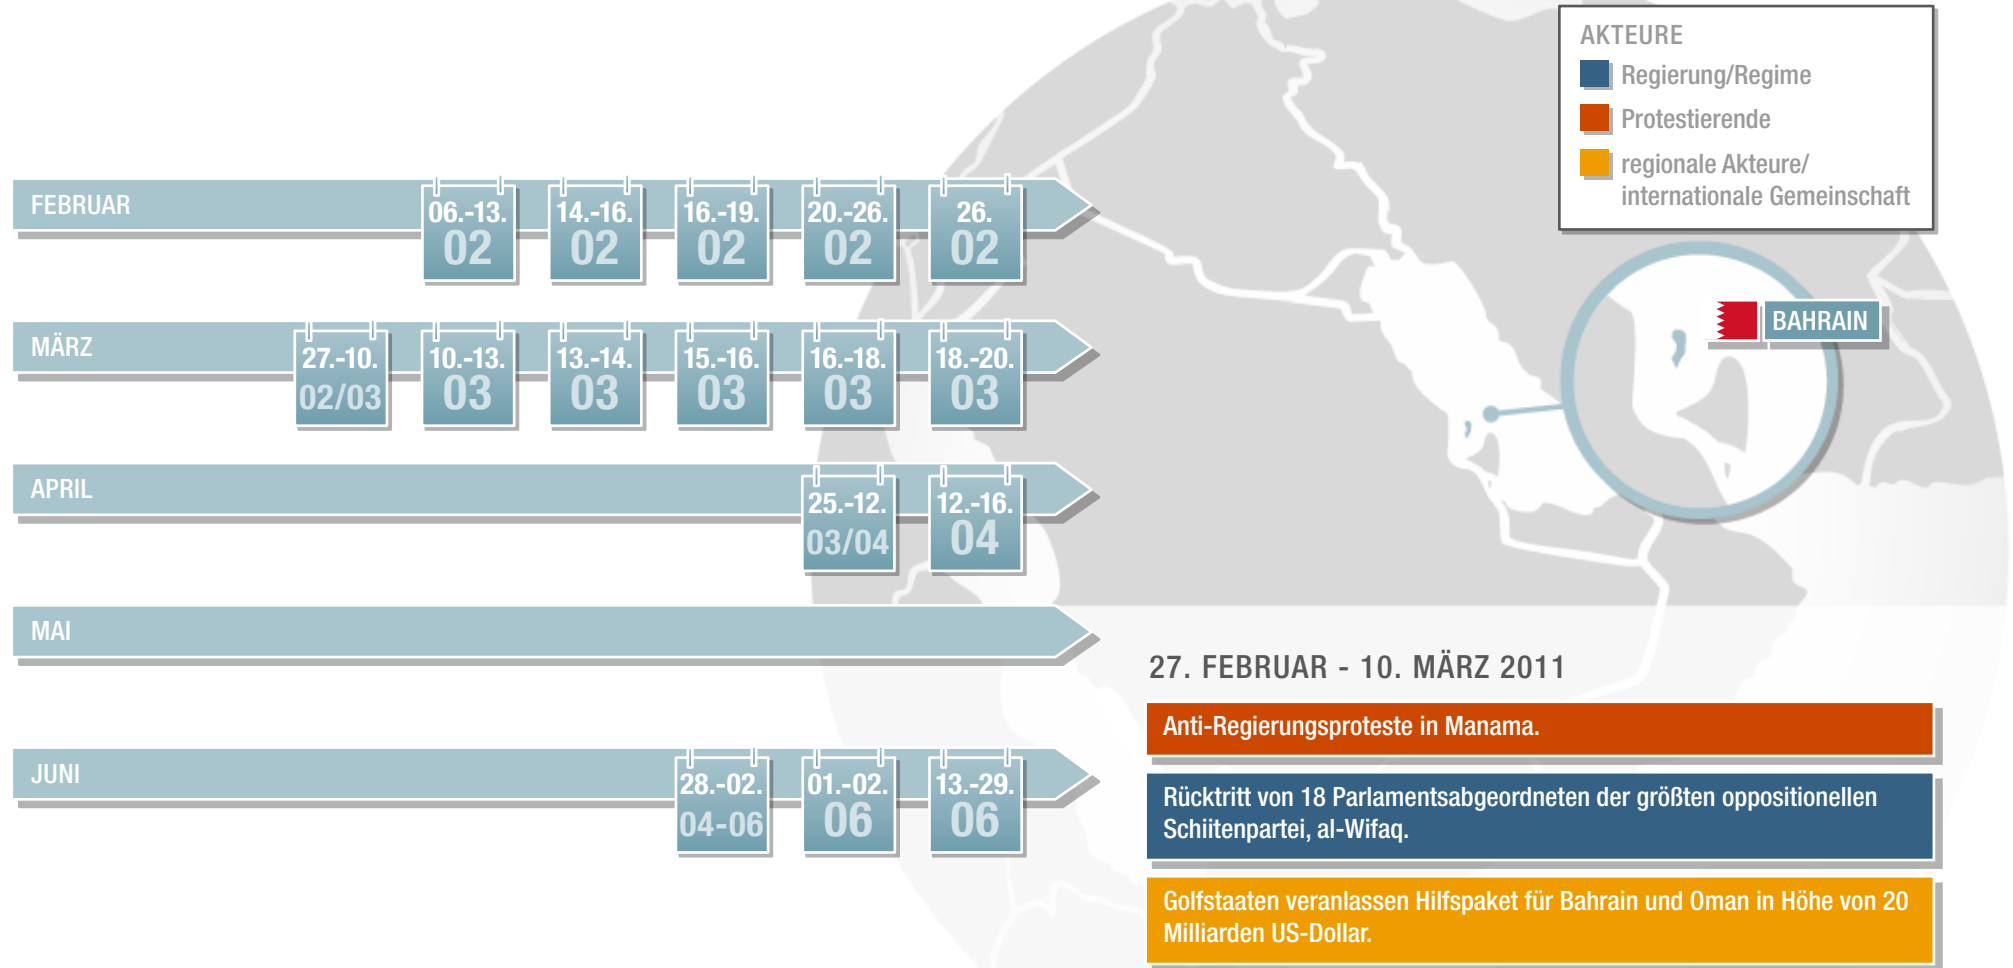 AKTEURE
Regierung/Regime
Protestierende
regionale Akteure/
internationale Gemeinschaft
FEBRUAR
06.-13.
02
14.-16.
02
16.-19.
02
20.-26.
02
26.
02
BAHRAIN
MÄRZ
27.-10.
02/03
10.-13.
03
13.-14.
03
15.-16.
03
16.-18.
03
18.-20.
03
APRIL
25.-12.
03/04
12.-16.
04
MAI
JUNI
28.-02.
04-06
01.-02.
06
13.-29.
06
27. FEBRUAR - 10. MÄRZ 2011
Anti-Regierungsproteste in Manama.
Rücktritt von 18 Parlamentsabgeordneten der größten oppositionellen
Schiitenpartei, al-Wifaq.
Golfstaaten veranlassen Hilfspaket für Bahrain und Oman in Höhe von 20
Milliarden US-Dollar.